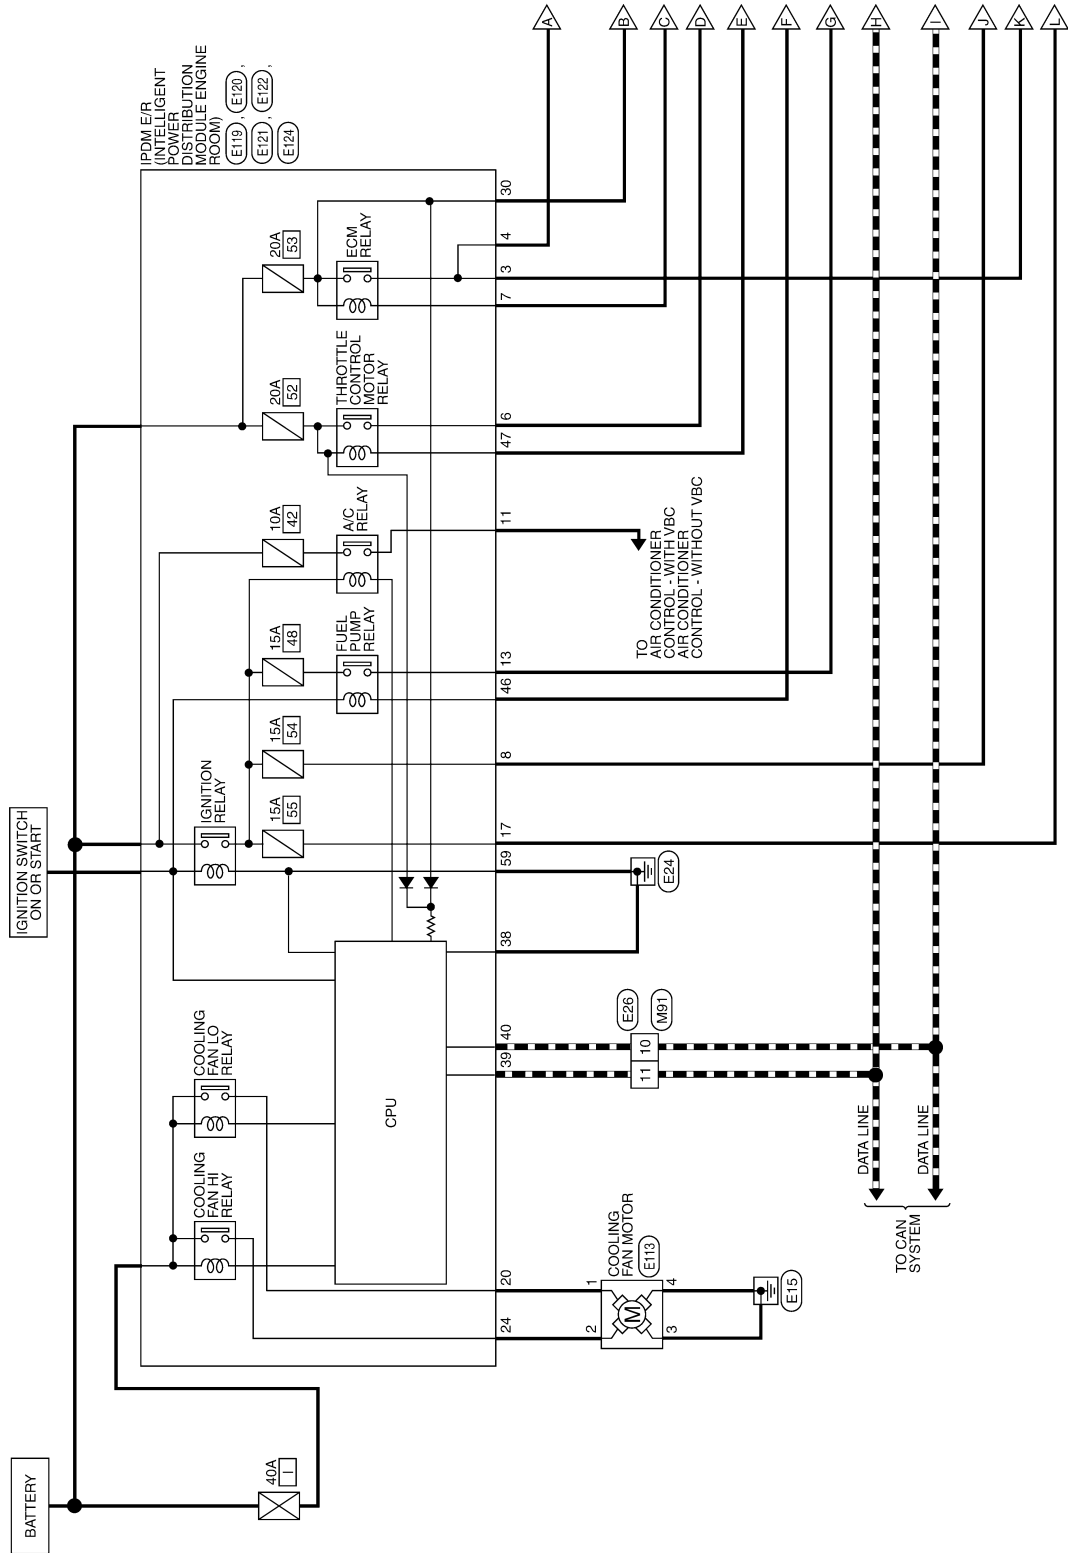 BATTERY
40A
I
IGNITION SWITCH
ON OR START
IPDM E/R
(INTELLIGENT
POWER
DISTRIBUTION
MODULE ENGINE
ROOM)
E119 , E120 ,
E121 , E122 ,
E124
COOLING
FAN HI
RELAY
COOLING
FAN LO
RELAY
IGNITION
RELAY
15A
55
15A
54
15A
48
FUEL
PUMP
RELAY
10A
42
A/C
RELAY
20A
52
THROTTLE
CONTROL
MOTOR
RELAY
20A
53
ECM
RELAY
CPU
24
20
39
40
38
59
17
8
46
13
11
47
6
7
3
4
30
2
1
COOLING
FAN MOTOR
E113
M
3
4
E15
11
10
E26
M91
E24
TO
AIR CONDITIONER
CONTROL - WITH VBC
AIR CONDITIONER
CONTROL - WITHOUT VBC
DATA LINE
DATA LINE
TO CAN
SYSTEM
A
B
C
D
E
F
G
H
I
J
K
L